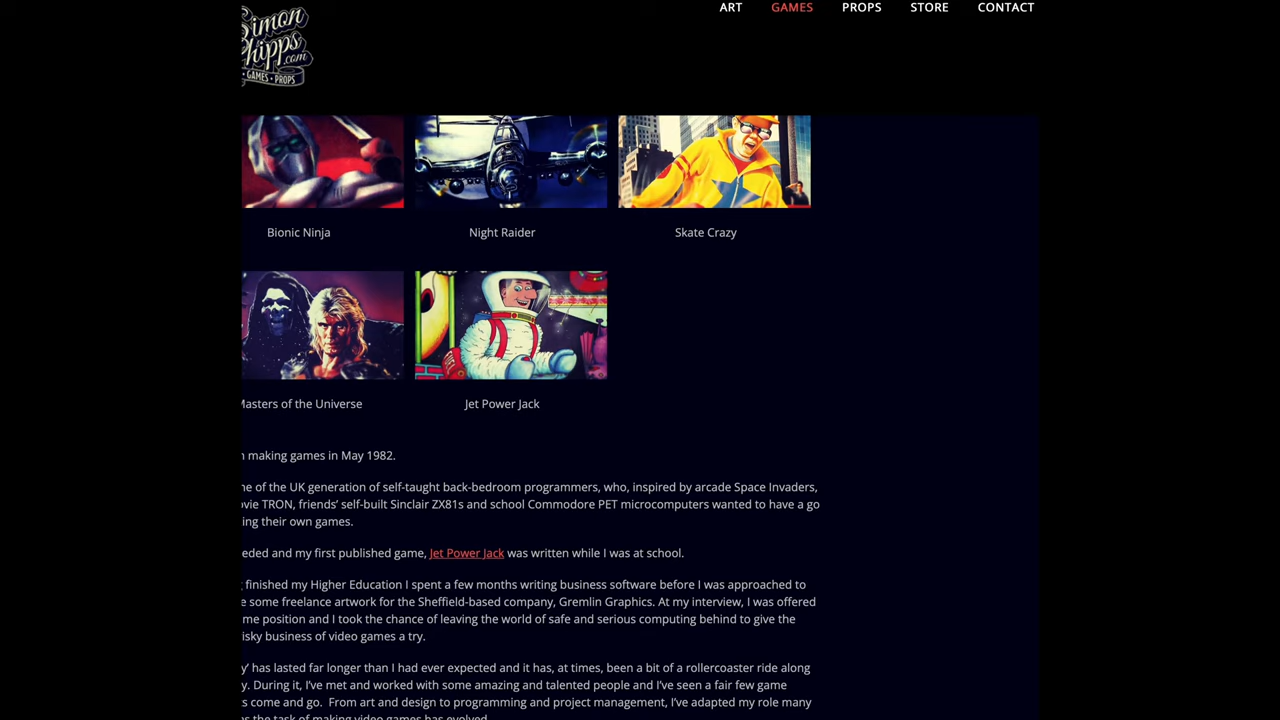 ART GAMES PROPS STORE CONTACT
Simon
Phipps
.com
• GAMES • PROPS
Bionic Ninja Night Raider Skate Crazy
Masters of the Universe Jet Power Jack
making games in May 1982.
of the UK generation of self-taught back-bedroom programmers, who, inspired by arcade Space Invaders,
TRON, friends’ self-built Sinclair ZX81s and school Commodore PET microcomputers wanted to have a go
their own games.
and my first published game, Jet Power Jack was written while I was at school.
finished my Higher Education I spent a few months writing business software before I was approached to
some freelance artwork for the Sheffield-based company, Gremlin Graphics. At my interview, I was offered
position and I took the chance of leaving the world of safe and serious computing behind to give the
business of video games a try.
has lasted far longer than I had ever expected and it has, at times, been a bit of a rollercoaster ride along
During it, I’ve met and worked with some amazing and talented people and I’ve seen a fair few game
come and go. From art and design to programming and project management, I’ve adapted my role many
the task of making video games has evolved.